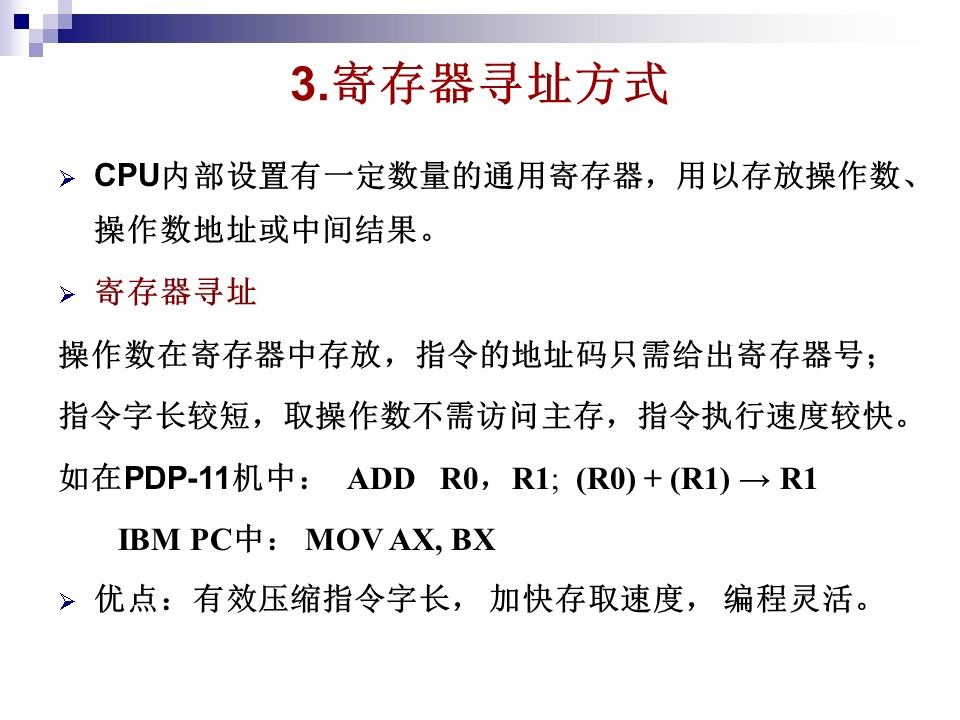 3.寄存器寻址方式
CPU内部设置有一定数量的通用寄存器，用以存放操作数、
操作数地址或中间结果。
寄存器寻址
操作数在寄存器中存放，指令的地址码只需给出寄存器号；
指令字长较短，取操作数不需访问主存，指令执行速度较快。
如在PDP-11机中： ADD R0，R1; (R0) + (R1) → R1
IBM PC中： MOV AX, BX
优点：有效压缩指令字长， 加快存取速度， 编程灵活。